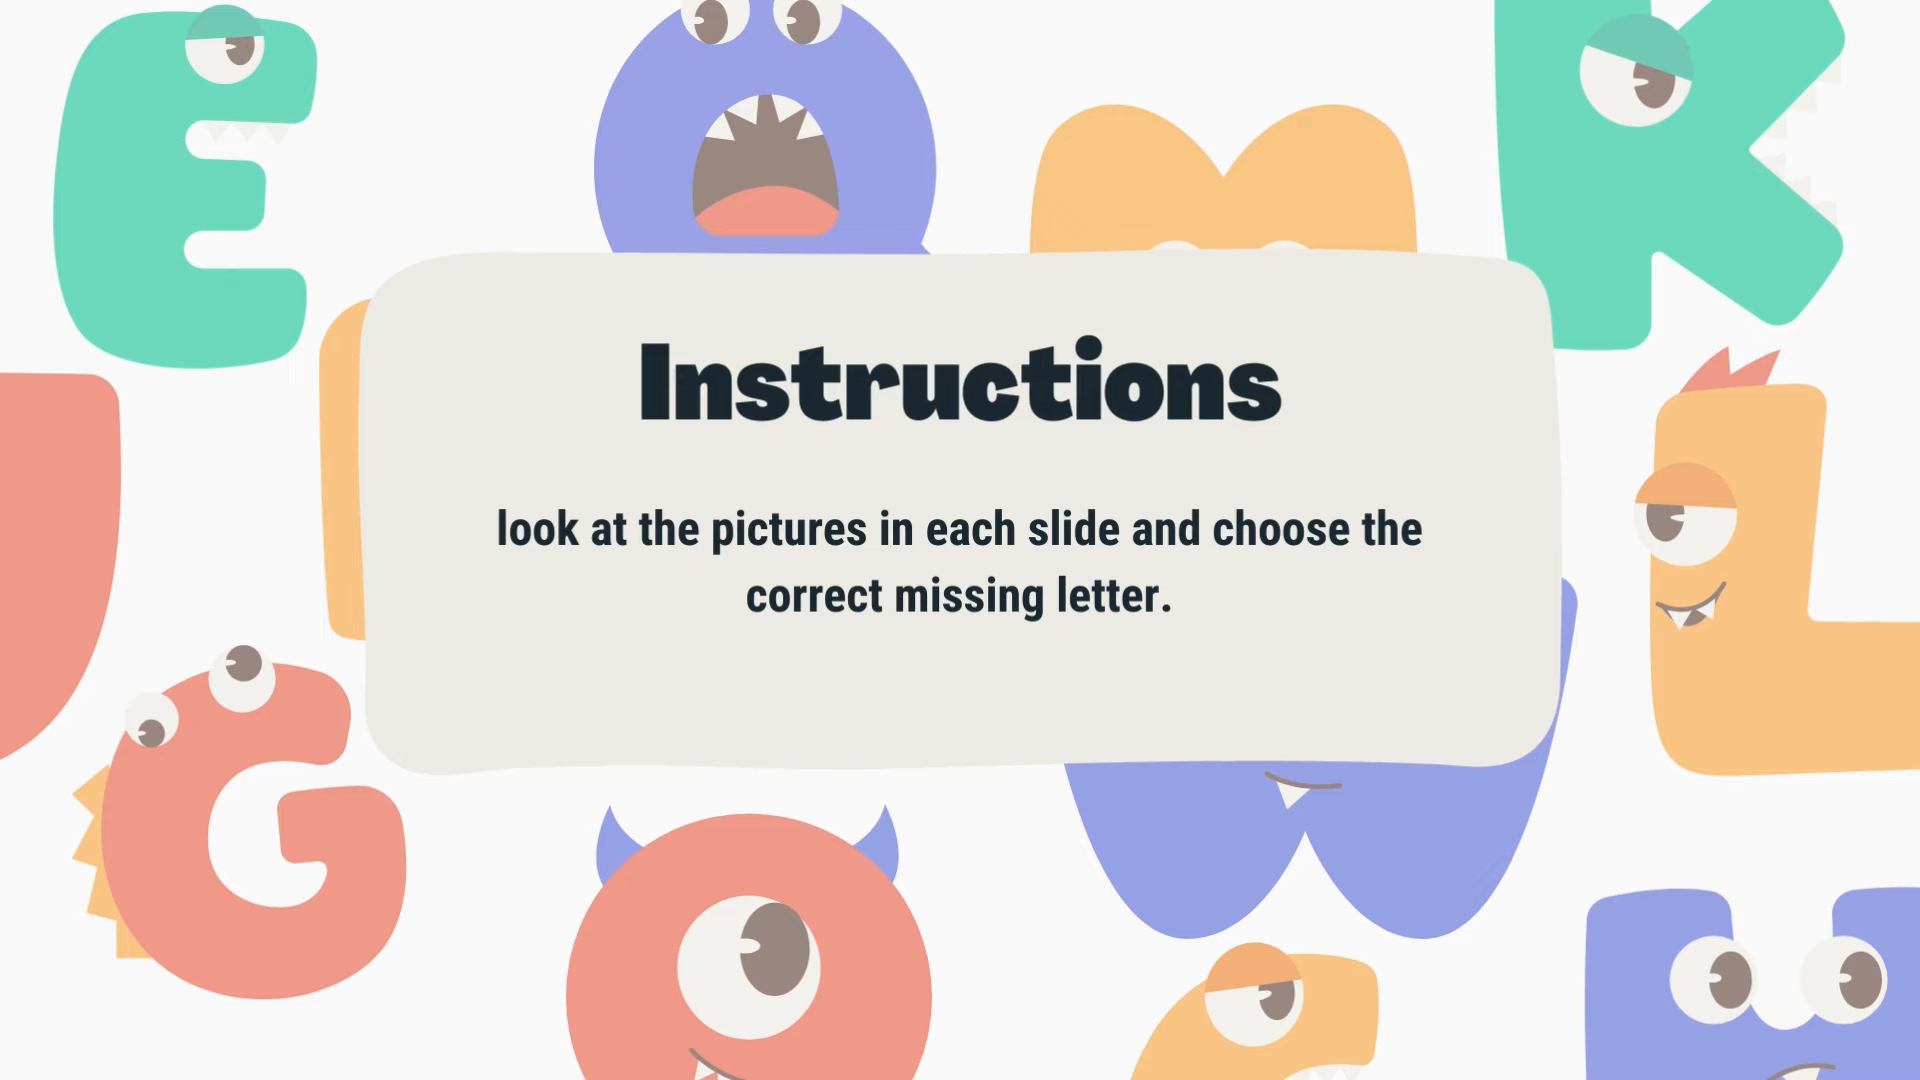 Instructions
look at the pictures in each slide and choose the
correct missing letter.